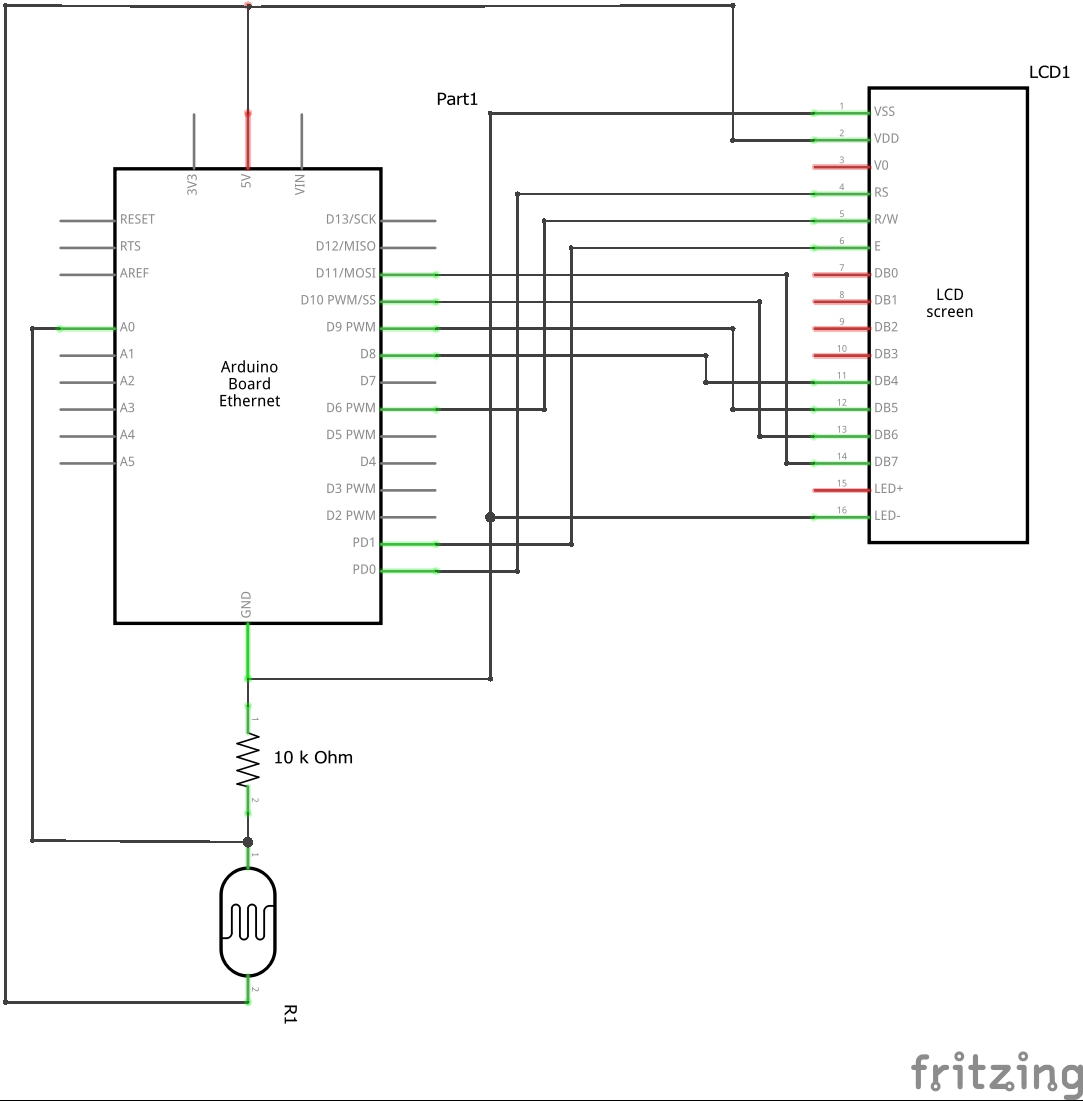 LCD1
Part1
3V3
5V
VIN
RESET
RTS
AREF
A0
A1
A2
A3
A4
A5
Arduino
Board
Ethernet
D13/SCK
D12/MISO
D11/MOSI
D10 PWM/SS
D9 PWM
D8
D7
D6 PWM
D5 PWM
D4
D3 PWM
D2 PWM
PD1
PD0
GND
1 VSS
2 VDD
3 V0
4 RS
5 R/W
6 E
7 DB0
8 DB1
9 DB2
10 DB3
11 DB4
12 DB5
13 DB6
14 DB7
15 LED+
16 LED-
LCD
screen
1
10 k Ohm
2
1
2
R1
fritzing